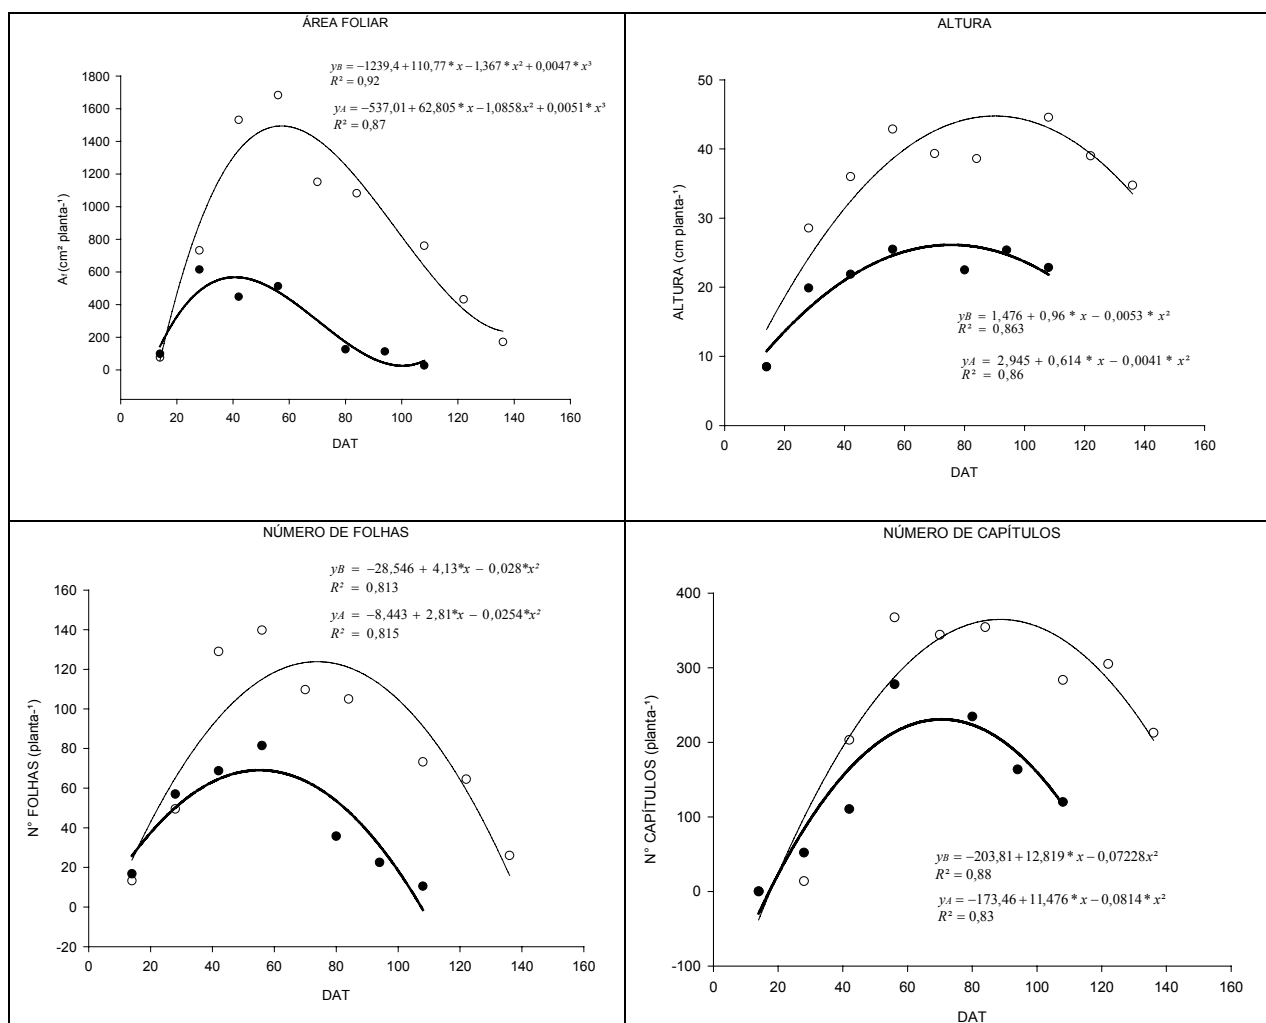 ÁREA FOLIAR
yB = −1239,4 + 110,77 * x − 1,367 * x² + 0,0047 * x³
R² = 0,92
yA = −537,01 + 62,805 * x − 1,0858x² + 0,0051 * x³
R² = 0,87
1800
1600
1400
1200
1000
800
600
400
200
0
Af (cm² planta-¹)
0 20 40 60 80 100 120 140 160
DAT
ALTURA
50
40
30
20
10
0
ALTURA (cm planta-¹)
yB = 1,476 + 0,96 * x − 0,0053 * x²
R² = 0,863
yA = 2,945 + 0,614 * x − 0,0041 * x²
R² = 0,86
0 20 40 60 80 100 120 140 160
DAT
NÚMERO DE FOLHAS
yB = −28,546 + 4,13*x − 0,028*x²
R² = 0,813
yA = −8,443 + 2,81*x − 0,0254*x²
R² = 0,815
160
140
120
100
80
60
40
20
0
-20
N° FOLHAS (planta-¹)
0 20 40 60 80 100 120 140 160
DAT
NÚMERO DE CAPÍTULOS
400
300
200
100
0
-100
N° CAPÍTULOS (planta-¹)
yB = −203,81 + 12,819 * x − 0,07228x²
R² = 0,88
yA = −173,46 + 11,476 * x − 0,0814 * x²
R² = 0,83
0 20 40 60 80 100 120 140 160
DAT